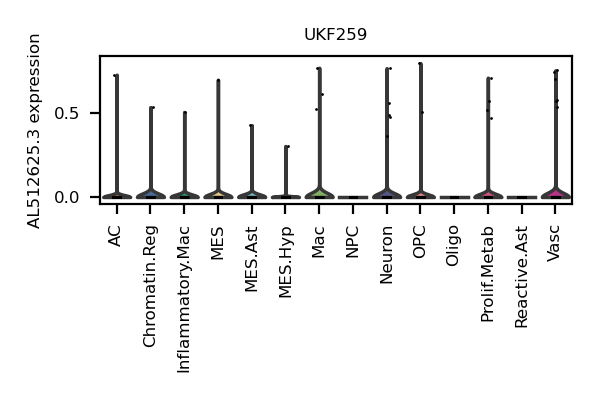 UKF259
AL512625.3 expression
0.5
0.0
AC
Chromatin.Reg
Inflammatory.Mac
MES
MES.Ast
MES.Hyp
Mac
NPC
Neuron
OPC
Oligo
Prolif.Metab
Reactive.Ast
Vasc